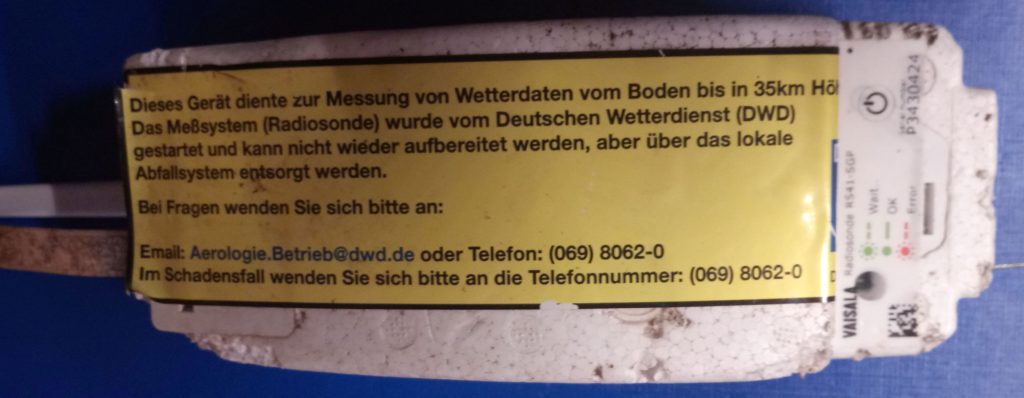 Dieses Gerät diente zur Messung von Wetterdaten vom Boden bis in 35km Höh
Das Meßsystem (Radiosonde) wurde vom Deutschen Wetterdienst (DWD)
gestartet und kann nicht wieder aufbereitet werden, aber über das lokale
Abfallsystem entsorgt werden.
Bei Fragen wenden Sie sich bitte an:
Email: Aerologie.Betrieb@dwd.de oder Telefon: (069) 8062-0
Im Schadensfall wenden Sie sich bitte an die Telefonnummer: (069) 8062-0
D
VAISALA Radiosonde RS41-SGP
Wait
OK
Error
P3430424